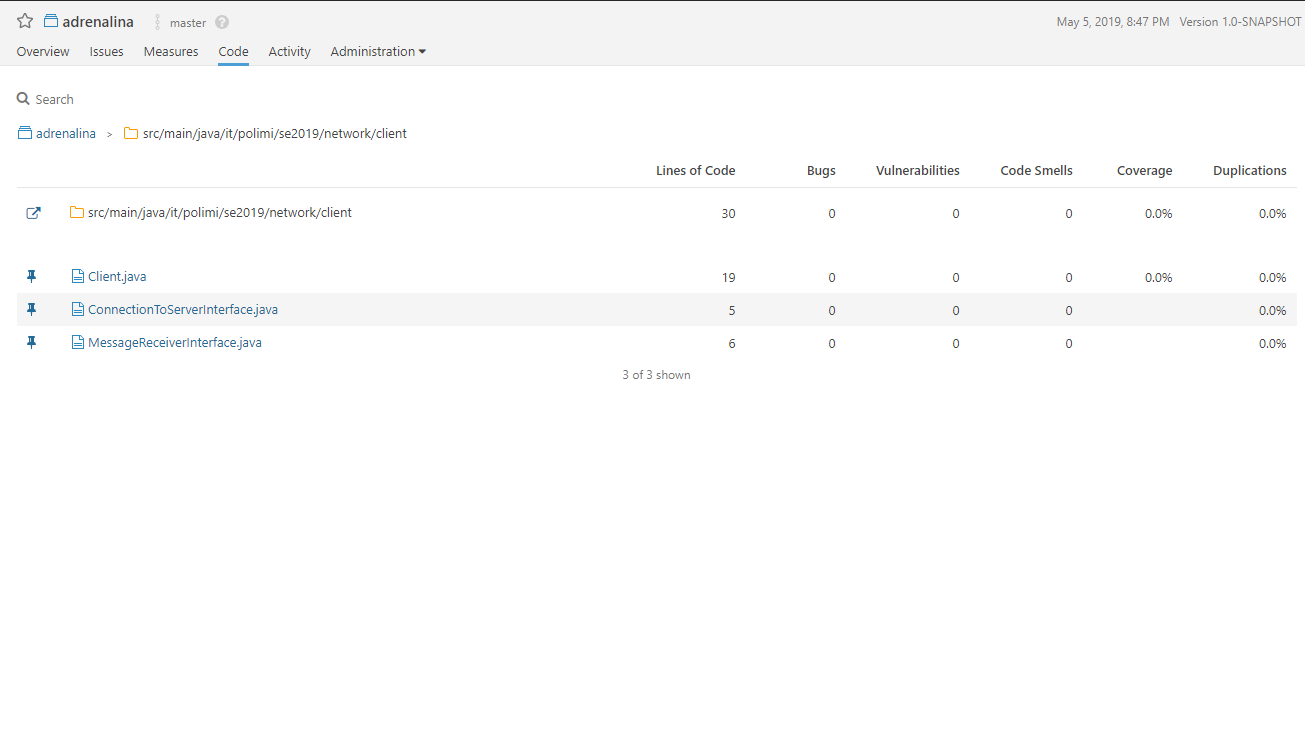 adrenalina master ? May 5, 2019, 8:47 PM Version 1.0-SNAPSHOT
Overview Issues Measures Code Activity Administration
Search
adrenalina > src/main/java/it/polimi/se2019/network/client
Lines of Code Bugs Vulnerabilities Code Smells Coverage Duplications
src/main/java/it/polimi/se2019/network/client 30 0 0 0 0.0% 0.0%
Client.java 19 0 0 0 0.0% 0.0%
ConnectionToServerInterface.java 5 0 0 0 0.0%
MessageReceiverInterface.java 6 0 0 0 0.0%
3 of 3 shown